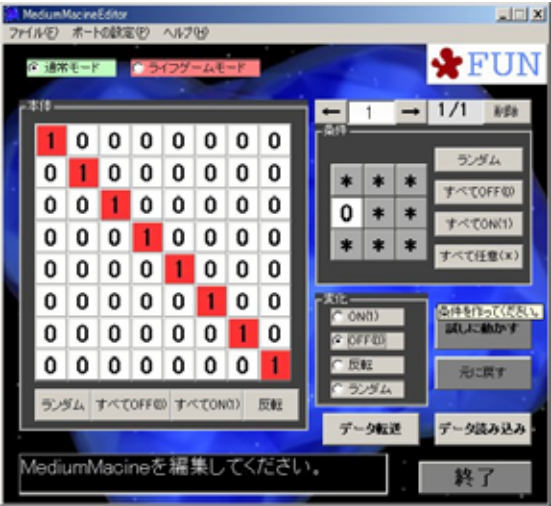 MediumMacineEditor
ファイル(F) ポートの設定(P) ヘルプ(H)
通常モード ライフゲームモード
FUN
本体
1 0 0 0 0 0 0 0
0 1 0 0 0 0 0 0
0 0 1 0 0 0 0 0
0 0 0 1 0 0 0 0
0 0 0 0 1 0 0 0
0 0 0 0 0 1 0 0
0 0 0 0 0 0 1 0
0 0 0 0 0 0 0 1
ランダム すべてOFF(0) すべてON(1) 反転
← 1 → 1/1 削除
条件
* * *
0 * *
* * *
ランダム
すべてOFF(0)
すべてON(1)
すべて任意(*)
変化
ON(1)
OFF(0)
反転
ランダム
条件を作ってください。
試しに動かす
元に戻す
データ転送 データ読み込み
MediumMacineを編集してください。
終了